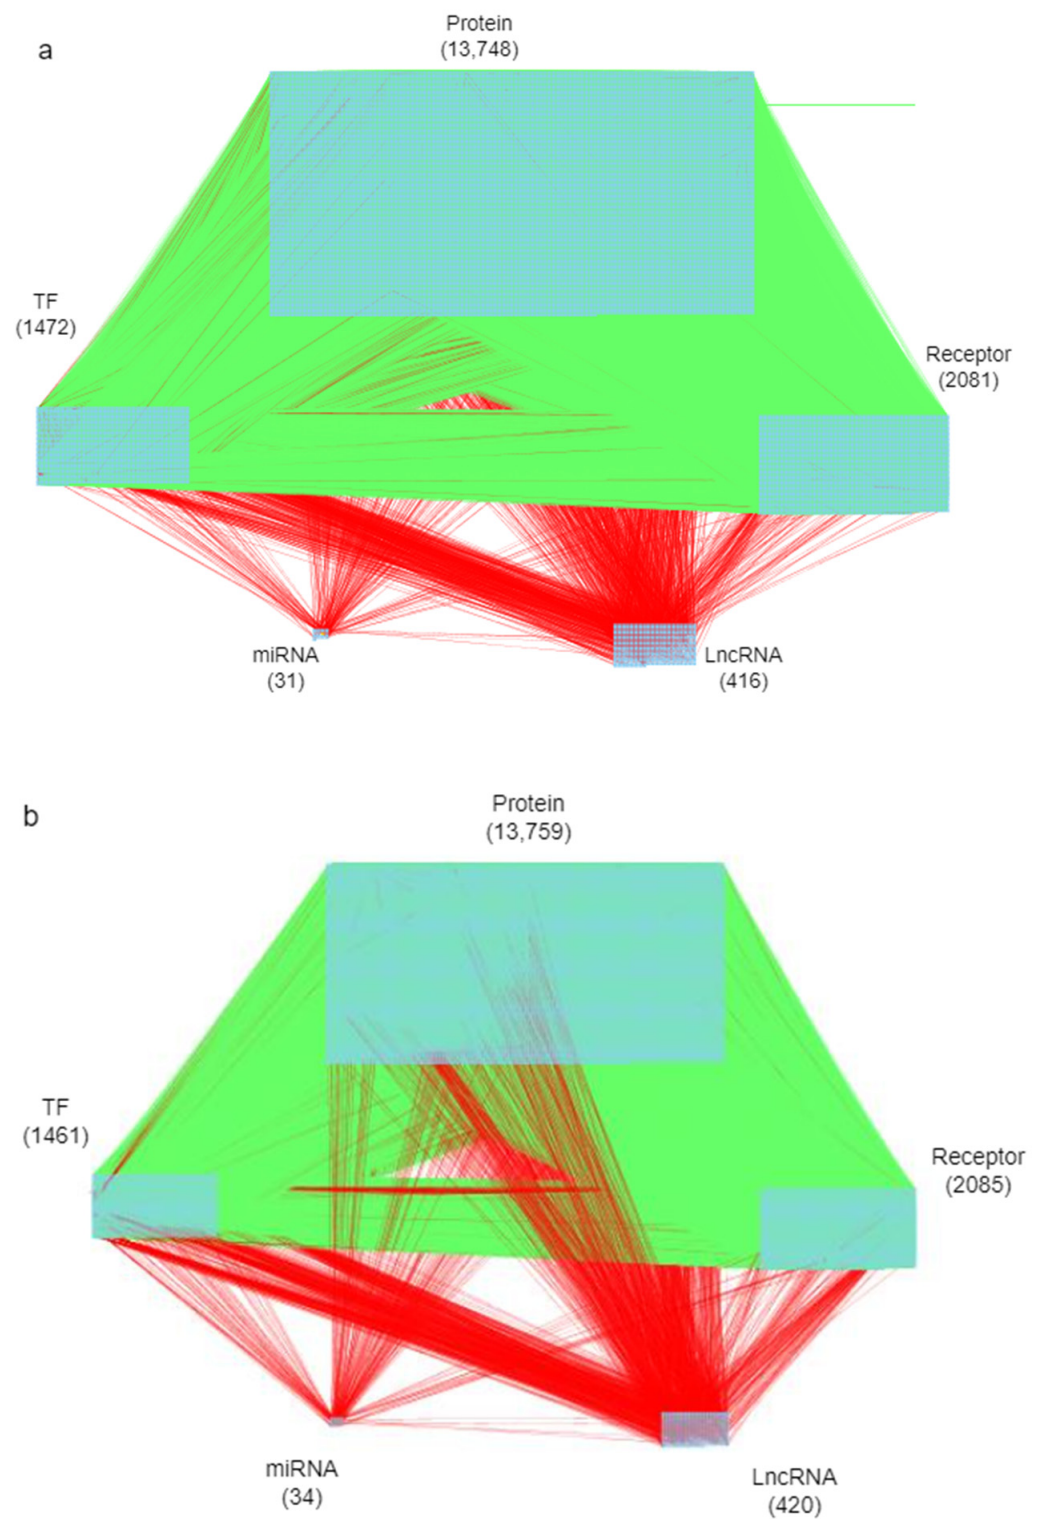 a
Protein
(13,748)
TF
(1472)
Receptor
(2081)
miRNA
(31)
LncRNA
(416)
b
Protein
(13,759)
TF
(1461)
Receptor
(2085)
miRNA
(34)
LncRNA
(420)